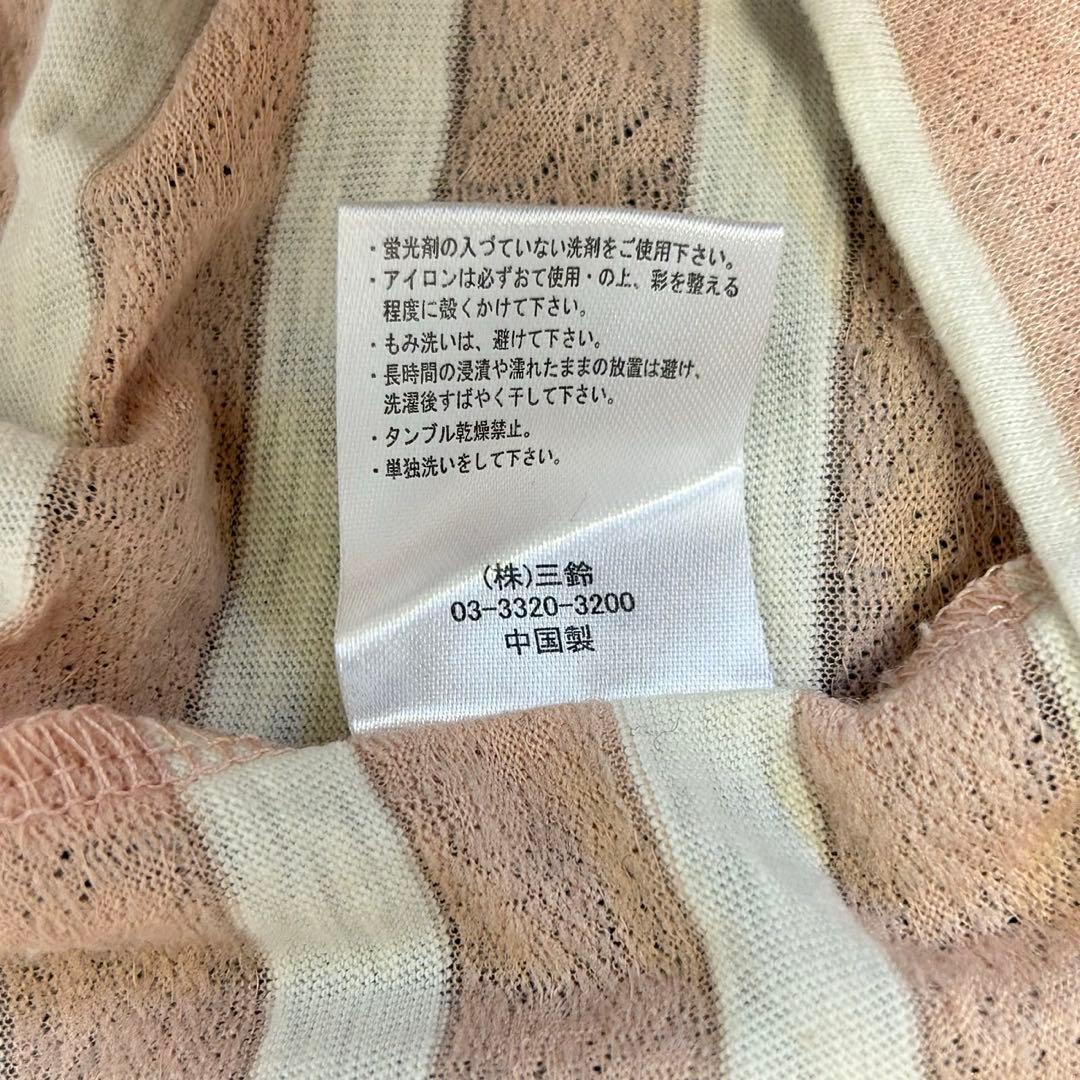 ・蛍光剤の入づていない洗剤をご使用下さい。
・アイロンは必ずおて使用・の上、彩を整える
程度に殻くかけて下さい。
・もみ洗いは、避けて下さい。
・長時間の浸漬や濡れたままの放置は避け、
洗濯後すばやく干して下さい。
・タンブル乾燥禁止。
・単独洗いをして下さい。
(株)三鈴
03-3320-3200
中国製